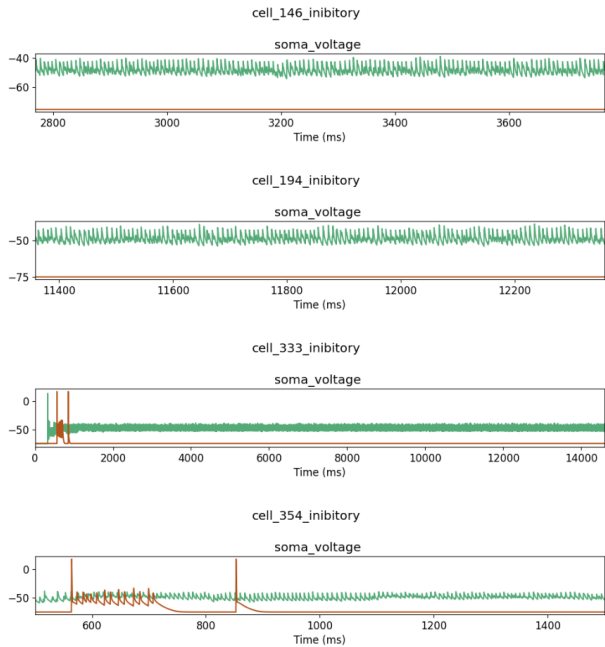 cell_146_inibitory
soma_voltage
−40
−60
2800 3000 3200 3400 3600
Time (ms)
cell_194_inibitory
soma_voltage
−50
−75
11400 11600 11800 12000 12200
Time (ms)
cell_333_inibitory
soma_voltage
0
−50
0 2000 4000 6000 8000 10000 12000 14000
Time (ms)
cell_354_inibitory
soma_voltage
0
−50
600 800 1000 1200 1400
Time (ms)